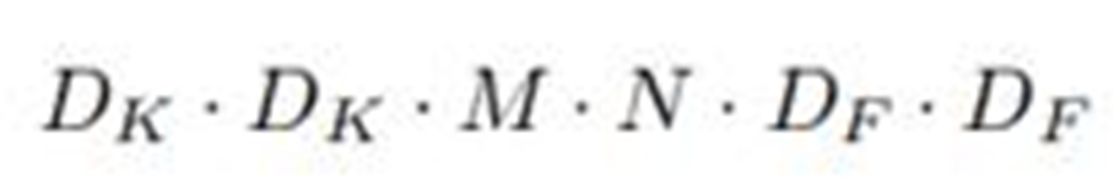 D_K · D_K · M · N · D_F · D_F